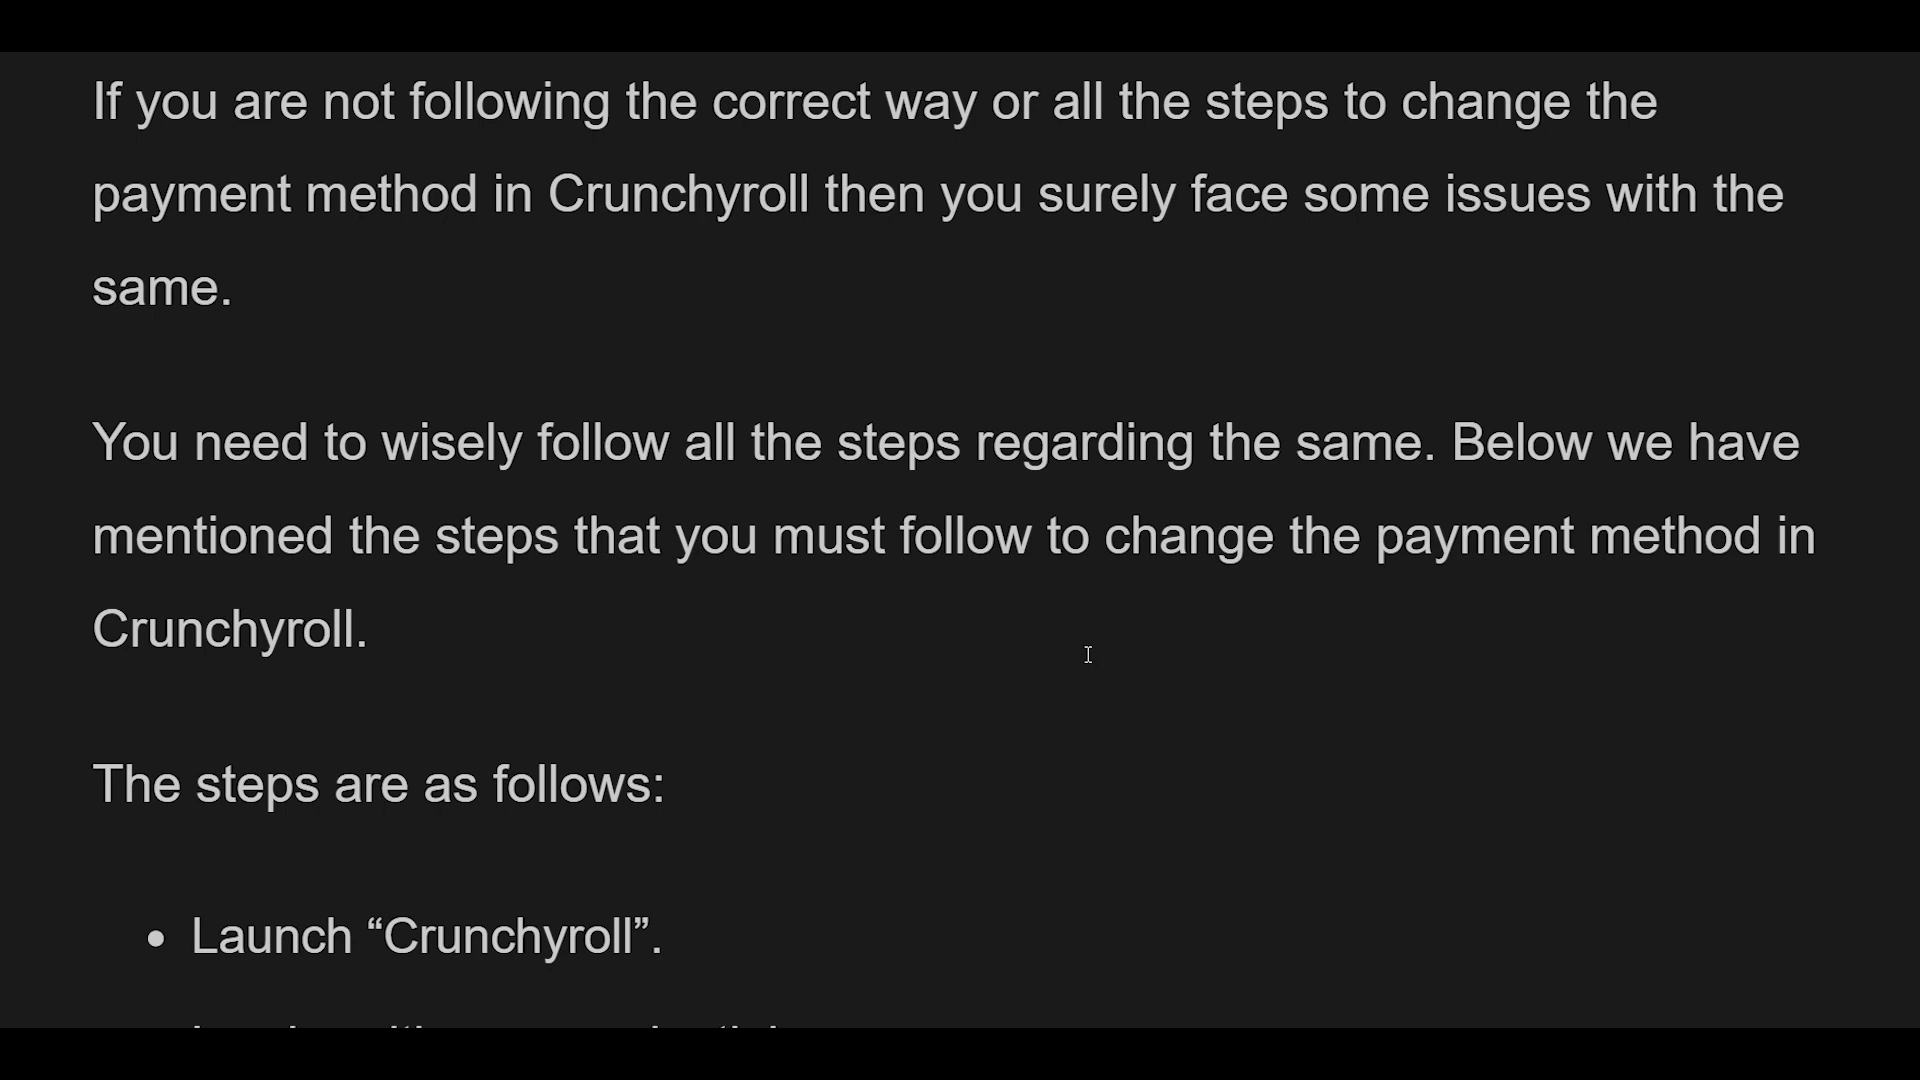 If you are not following the correct way or all the steps to change the
payment method in Crunchyroll then you surely face some issues with the
same.
You need to wisely follow all the steps regarding the same. Below we have
mentioned the steps that you must follow to change the payment method in
Crunchyroll.
The steps are as follows:
• Launch “Crunchyroll”.